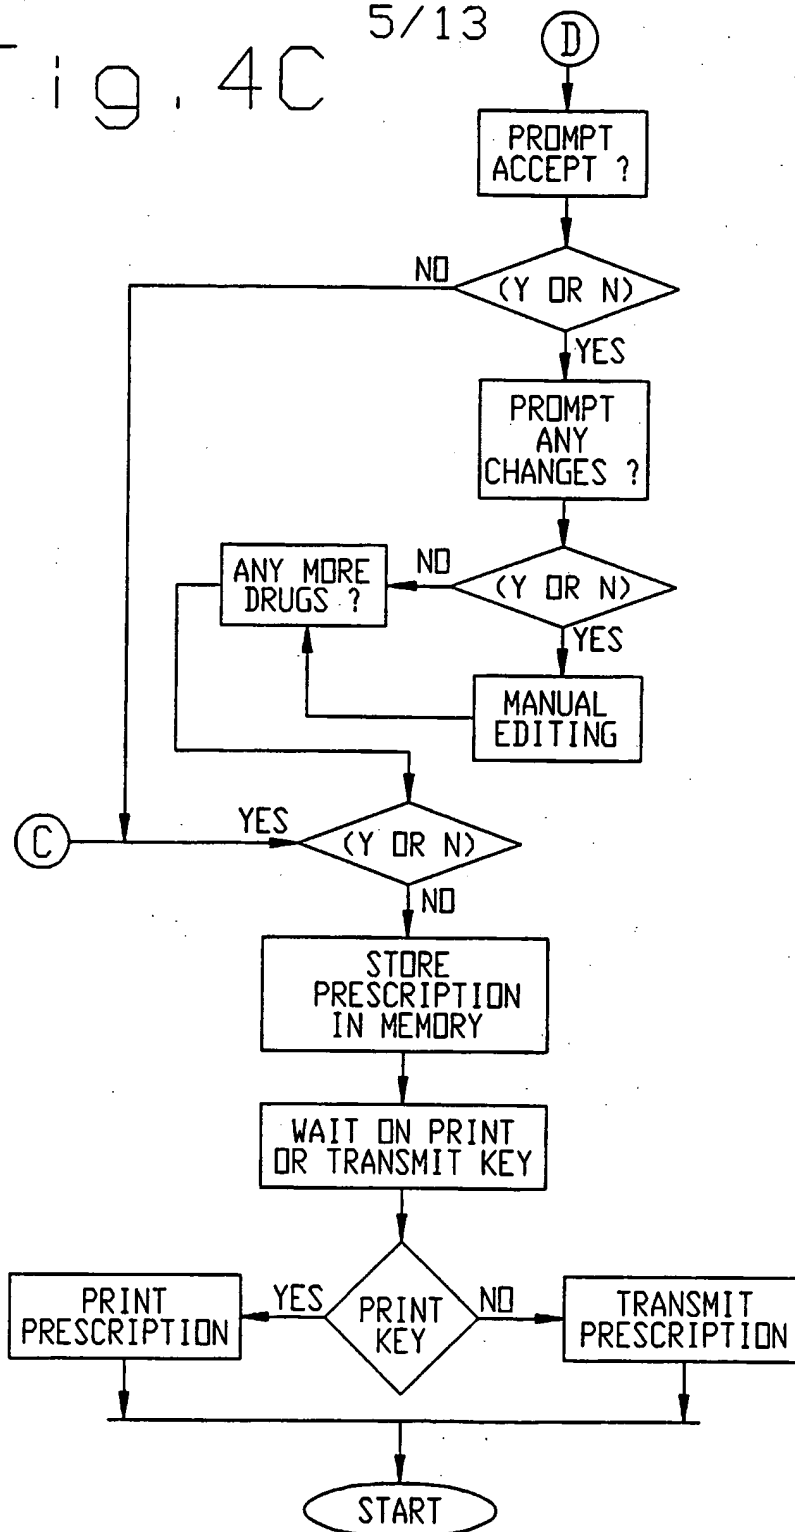 5/13
Fig. 4C
D
PROMPT
ACCEPT ?
NO
(Y OR N)
YES
PROMPT
ANY
CHANGES ?
ANY MORE
DRUGS ?
NO
(Y OR N)
YES
MANUAL
EDITING
C
YES
(Y OR N)
NO
STORE
PRESCRIPTION
IN MEMORY
WAIT ON PRINT
OR TRANSMIT KEY
PRINT
PRESCRIPTION
YES
PRINT
KEY
NO
TRANSMIT
PRESCRIPTION
START